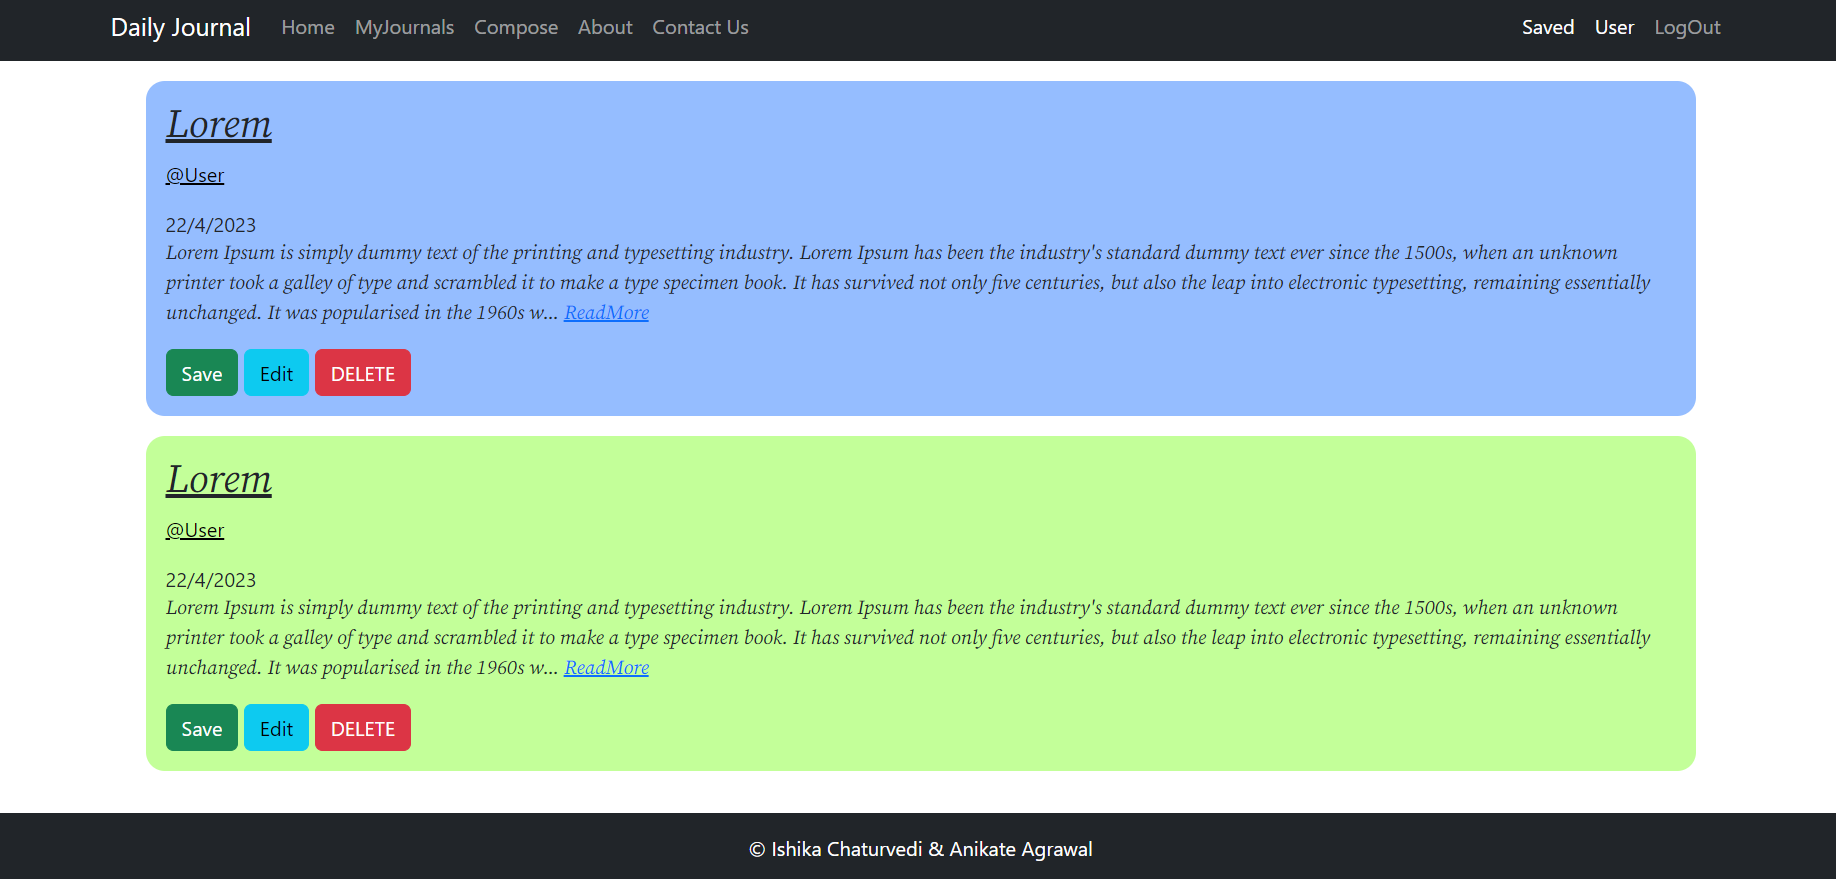 Daily Journal Home MyJournals Compose About Contact Us Saved User LogOut
Lorem
@User
22/4/2023
Lorem Ipsum is simply dummy text of the printing and typesetting industry. Lorem Ipsum has been the industry's standard dummy text ever since the 1500s, when an unknown
printer took a galley of type and scrambled it to make a type specimen book. It has survived not only five centuries, but also the leap into electronic typesetting, remaining essentially
unchanged. It was popularised in the 1960s w... ReadMore
Save Edit DELETE
Lorem
@User
22/4/2023
Lorem Ipsum is simply dummy text of the printing and typesetting industry. Lorem Ipsum has been the industry's standard dummy text ever since the 1500s, when an unknown
printer took a galley of type and scrambled it to make a type specimen book. It has survived not only five centuries, but also the leap into electronic typesetting, remaining essentially
unchanged. It was popularised in the 1960s w... ReadMore
Save Edit DELETE
© Ishika Chaturvedi & Anikate Agrawal